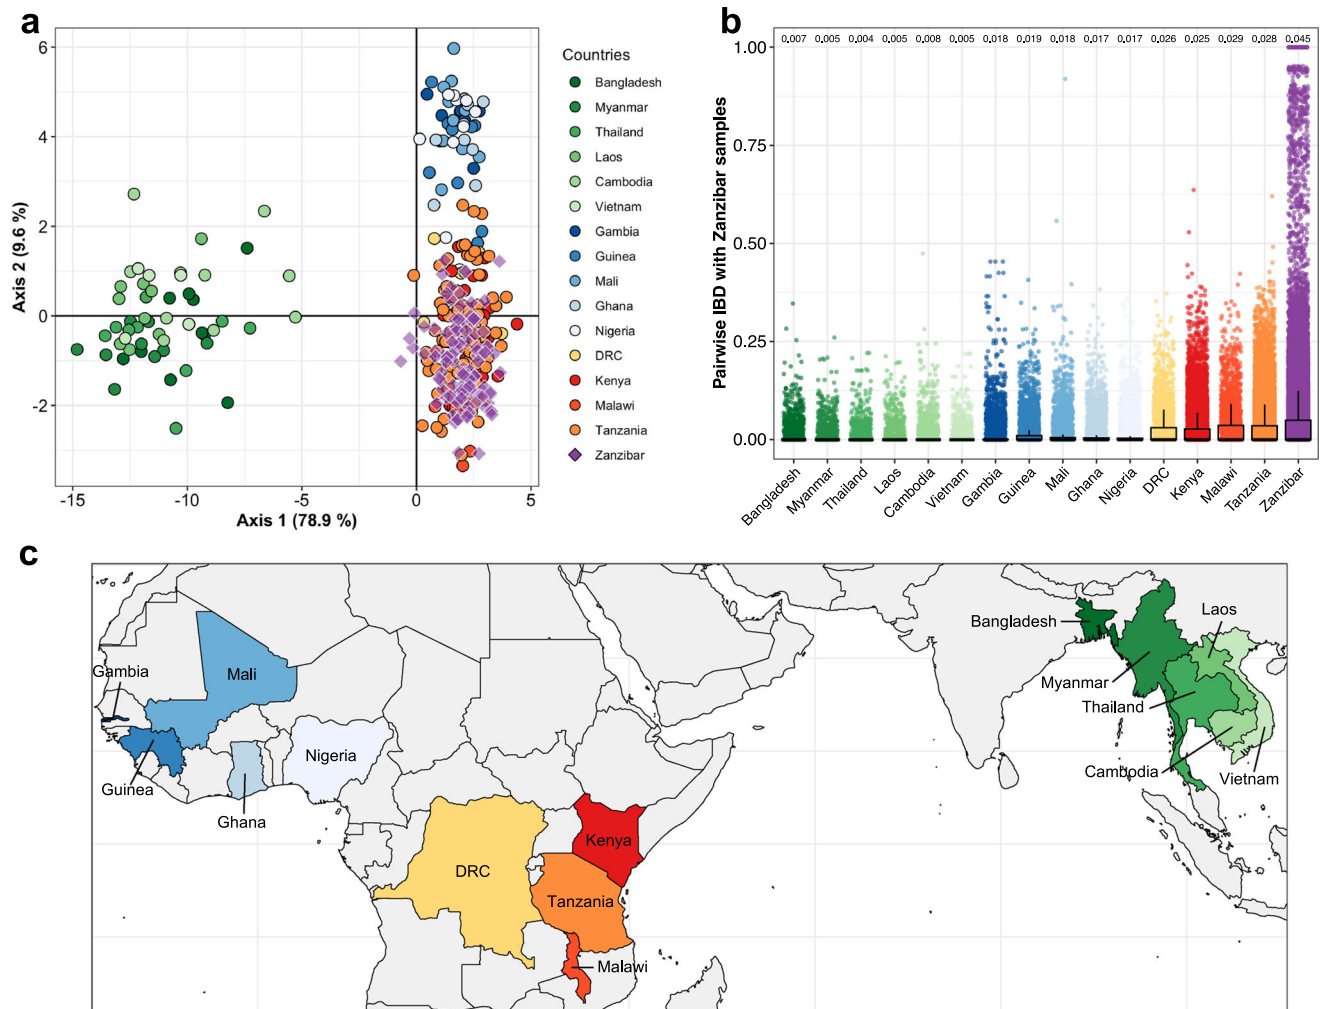 a
6
4
2
0
-2
-15
-10
-5
0
5
Axis 2 (9.6 %)
Axis 1 (78.9 %)
Countries
Bangladesh
Myanmar
Thailand
Laos
Cambodia
Vietnam
Gambia
Guinea
Mali
Ghana
Nigeria
DRC
Kenya
Malawi
Tanzania
Zanzibar
b
0.007 0.005 0.004 0.005 0.008 0.005 0.018 0.019 0.018 0.017 0.017 0.026 0.025 0.029 0.028 0.045
1.00
0.75
0.50
0.25
0.00
Pairwise IBD with Zanzibar samples
Bangladesh
Myanmar
Thailand
Laos
Cambodia
Vietnam
Gambia
Guinea
Mali
Ghana
Nigeria
DRC
Kenya
Malawi
Tanzania
Zanzibar
c
Gambia
Mali
Guinea
Ghana
Nigeria
DRC
Kenya
Tanzania
Malawi
Bangladesh
Laos
Myanmar
Thailand
Cambodia
Vietnam